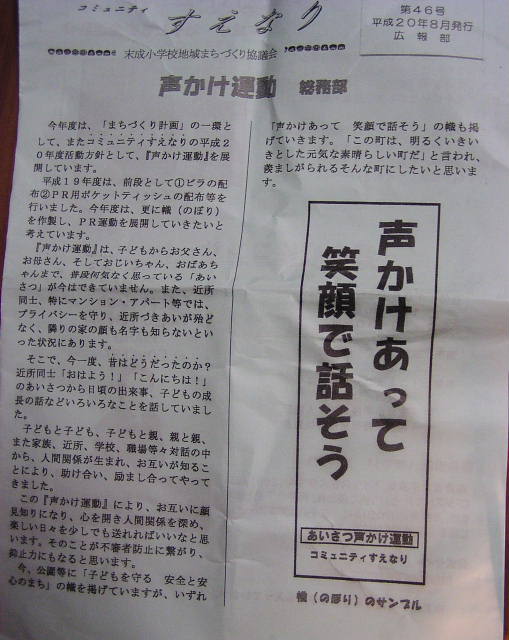 コミュニティ
すえなり
末成小学校地域まちづくり協議会
第46号
平成20年8月発行
広報部
声かけ運動 総務部
今年度は、「まちづくり計画」の一環と
して、またコミュニティすえなりの平成2
0年度活動方針として、『声かけ運動』を展
開しています。
平成19年度は、前段として①ビラの配
布②PR用ポケットティッシュの配布等を
行いました。今年度は、更に幟(のぼり)
を作製し、PR運動を展開していきたいと
考えています。
『声かけ運動』は、子どもからお父さん、
お母さん、そしておじいちゃん、おばあち
ゃんまで、普段何気なく思っている「あい
さつ」が今はできていません。また、近所
同士、特にマンション・アパート等では、
プライバシーを守り、近所づきあいが殆ど
なく、隣りの家の顔も名字も知らないといっ
た状況にあります。
そこで、今一度、昔はどうだったのか?
近所同士「おはよう!」「こんにちは!」
のあいさつから日頃の出来事、子どもの成
長の話などいろいろなことを話していまし
た。
子どもと子ども、子どもと親、親と親、
また家族、近所、学校、職場等々対話の中
から、人間関係が生まれ、お互いが知るこ
とにより、助け合い、励まし合ってやって
きました。
この『声かけ運動』により、お互いに顔
見知りになり、心を開き人間関係を深め、
楽しい日々を少しでも送れればいいなと思
います。そのことが不審者防止に繋がり、
抑止力にもなると思います。
今、公園等に「子どもを守る 安全と安
心のまち」の幟を掲げていますが、いずれ
「声かけあって 笑顔で話そう」の幟も掲
げていきます。「この町は、明るくいきい
きとした元気な素晴らしい町だ」と言われ、
羨ましがられるそんな町にしたいと思いま
す。
声かけあって
笑顔で話そう
あいさつ声かけ運動
コミュニティすえなり
幟(のぼり)のサンプル